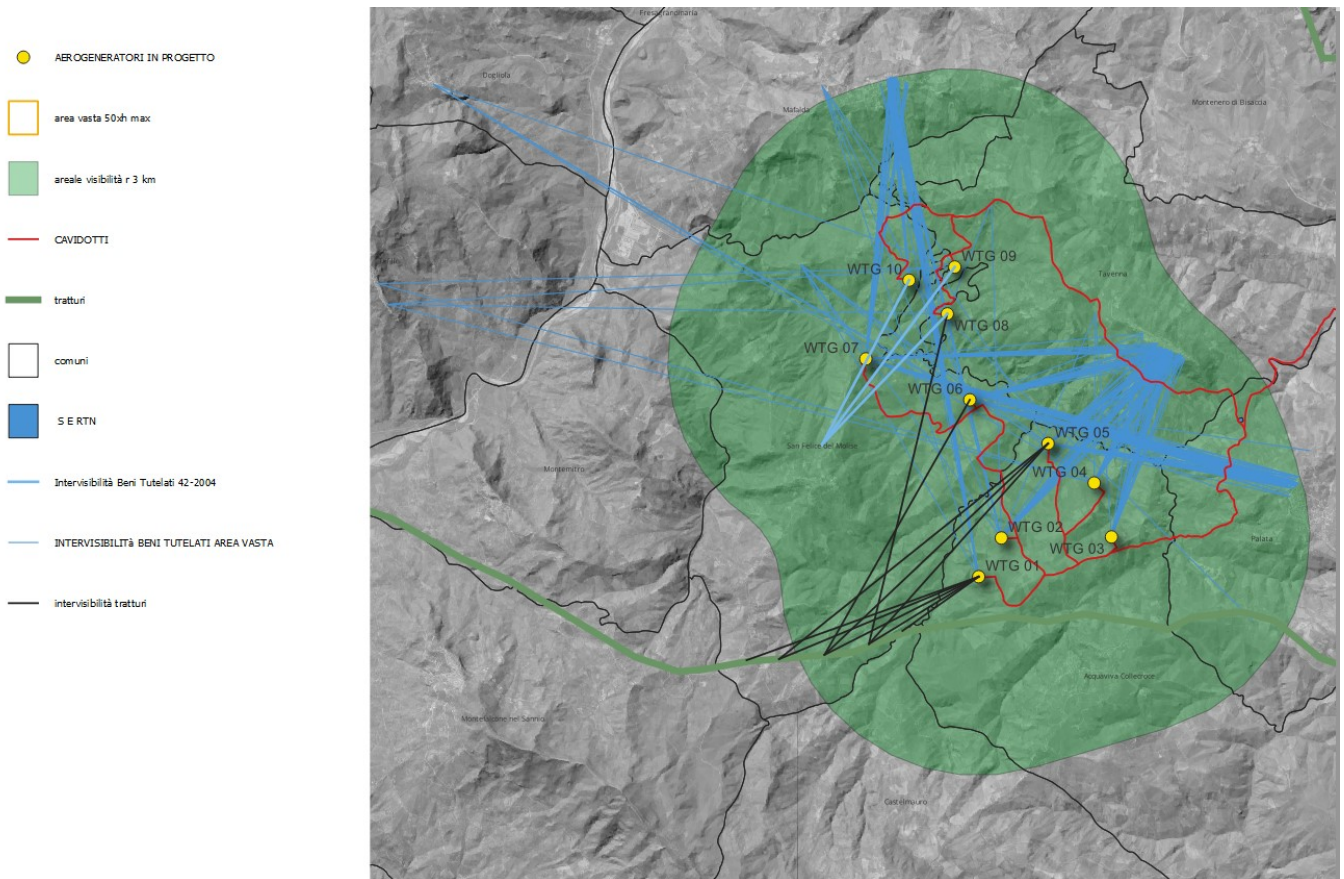 AEROGENERATORI IN PROGETTO
area vasta 50xh max
areale visibilità r 3 km
CAVIDOTTI
tratturi
comuni
S E RTN
Intervisibilità Beni Tutelati 42-2004
INTERVISIBILITà BENI TUTELATI AREA VASTA
intervisibilità tratturi
Fresagrandinaria
Dogliola
Mafalda
Montenero di Bisaccia
Tavenna
WTG 09
WTG 10
WTG 08
WTG 07
WTG 06
WTG 05
San Felice del Molise
Montemitro
WTG 04
WTG 02
WTG 03
Palata
WTG 01
Acquaviva Collecroce
Montefalcone nel Sannio
Castelmauro